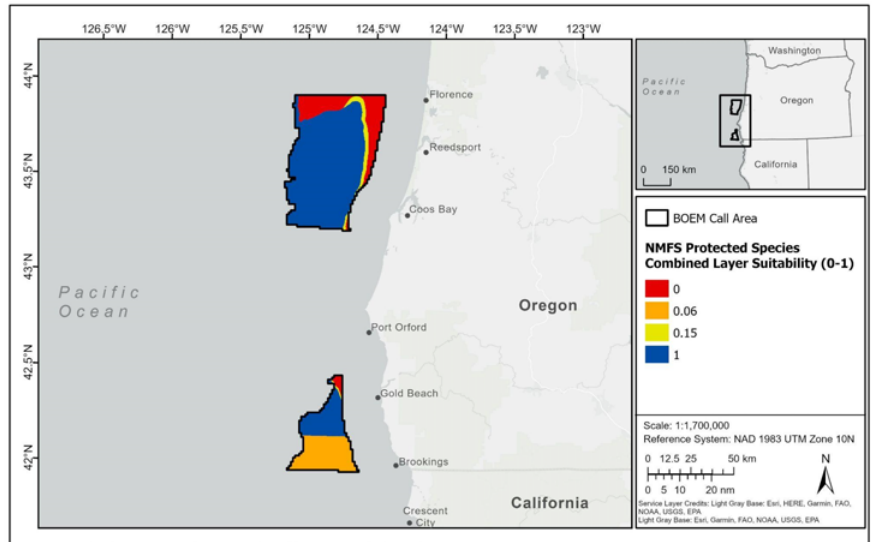 126.5°W 126°W 125.5°W 125°W 124.5°W 124°W 123.5°W 123°W
44°N
43.5°N
43°N
42.5°N
42°N
Florence
Reedsport
Coos Bay
Pacific
Ocean
Oregon
Port Orford
Gold Beach
Brookings
California
Crescent
City
Washington
Pacific
Ocean
Oregon
California
0 150 km
BOEM Call Area
NMFS Protected Species
Combined Layer Suitability (0-1)
0
0.06
0.15
1
Scale: 1:1,700,000
Reference System: NAD 1983 UTM Zone 10N
0 12.5 25 50 km
0 5 10 20 nm
N
Service Layer Credits: Light Gray Base: Esri, HERE, Garmin, FAO,
NOAA, USGS, EPA
Light Gray Base: Esri, Garmin, FAO, NOAA, USGS, EPA